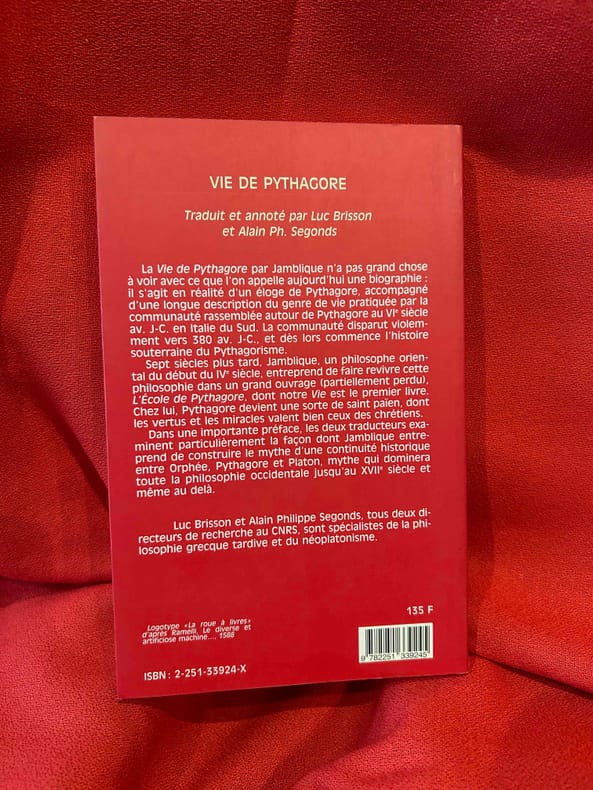 VIE DE PYTHAGORE
Traduit et annoté par Luc Brisson
et Alain Ph. Segonds
La Vie de Pythagore par Jamblique n'a pas grand chose
à voir avec ce que l'on appelle aujourd'hui une biographie :
il s'agit en réalité d'un éloge de Pythagore, accompagné
d'une longue description du genre de vie pratiquée par la
communauté rassemblée autour de Pythagore au VIe siècle
av. J-C. en Italie du Sud. La communauté disparut violem-
ment vers 380 av. J-C., et dès lors commence l'histoire
souterraine du Pythagorisme.
Sept siècles plus tard, Jamblique, un philosophe orien-
tal du début du IVe siècle, entreprend de faire revivre cette
philosophie dans un grand ouvrage (partiellement perdu),
L'École de Pythagore, dont notre Vie est le premier livre.
Chez lui, Pythagore devient une sorte de saint païen, dont
les vertus et les miracles valent bien ceux des chrétiens.
Dans une importante préface, les deux traducteurs exa-
minent particulièrement la façon dont Jamblique entre-
prend de construire le mythe d'une continuité historique
entre Orphée, Pythagore et Platon, mythe qui dominera
toute la philosophie occidentale jusqu'au XVIIe siècle et
même au delà.
Luc Brisson et Alain Philippe Segonds, tous deux di-
recteurs de recherche au CNRS, sont spécialistes de la phi-
losophie grecque tardive et du néoplatonisme.
135 F
Logotype «La roue à livres»
d'après Ramelli, Le diverse et
artificiose machine..., 1588
ISBN : 2-251-33924-X
9 782251 339245